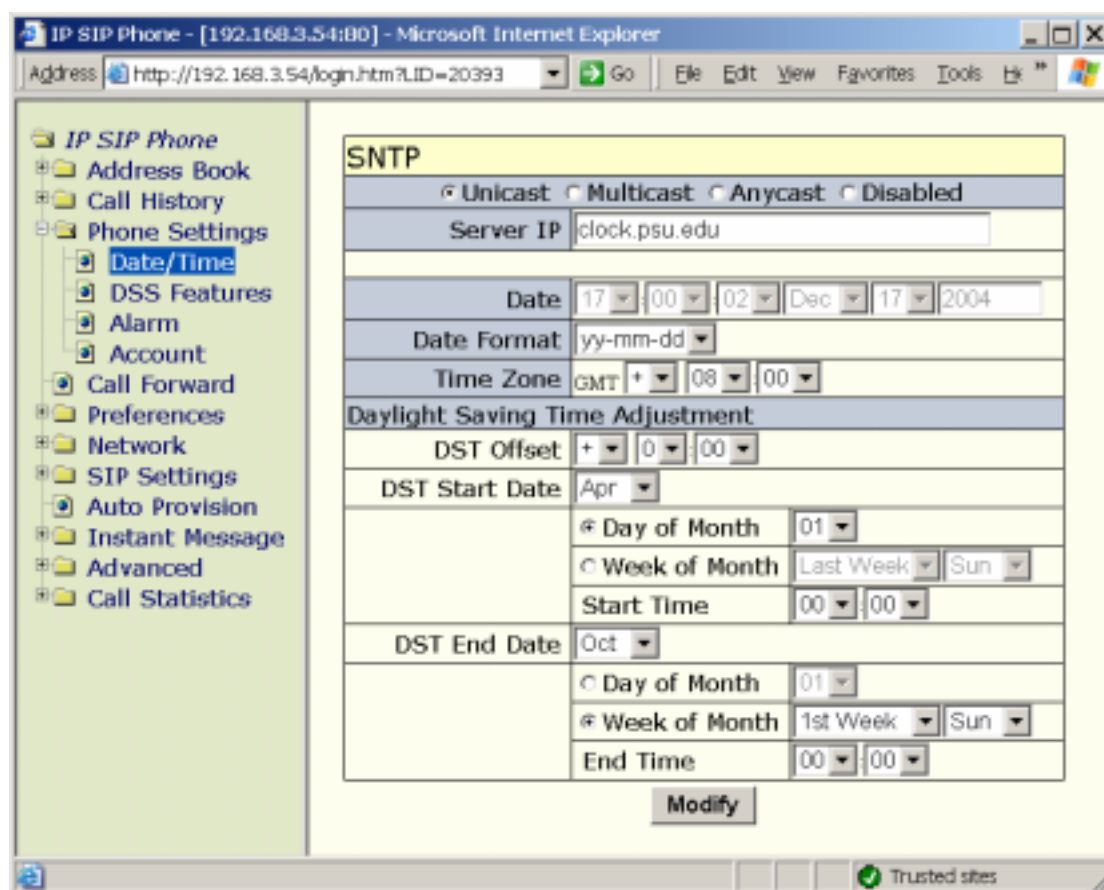 IP SIP Phone - [192.168.3.54:80] - Microsoft Internet Explorer
Address http://192.168.3.54/login.htm?LID=20393 Go File Edit View Favorites Tools »
IP SIP Phone
Address Book
Call History
Phone Settings
Date/Time
DSS Features
Alarm
Account
Call Forward
Preferences
Network
SIP Settings
Auto Provision
Instant Message
Advanced
Call Statistics
SNTP
Unicast Multicast Anycast Disabled
Server IP clock.psu.edu
Date 17 : 00 : 02 Dec 17 2004
Date Format yy-mm-dd
Time Zone GMT + 08 : 00
Daylight Saving Time Adjustment
DST Offset + 0 : 00
DST Start Date Apr
Day of Month 01
Week of Month Last Week Sun
Start Time 00 : 00
DST End Date Oct
Day of Month 01
Week of Month 1st Week Sun
End Time 00 : 00
Modify
Trusted sites